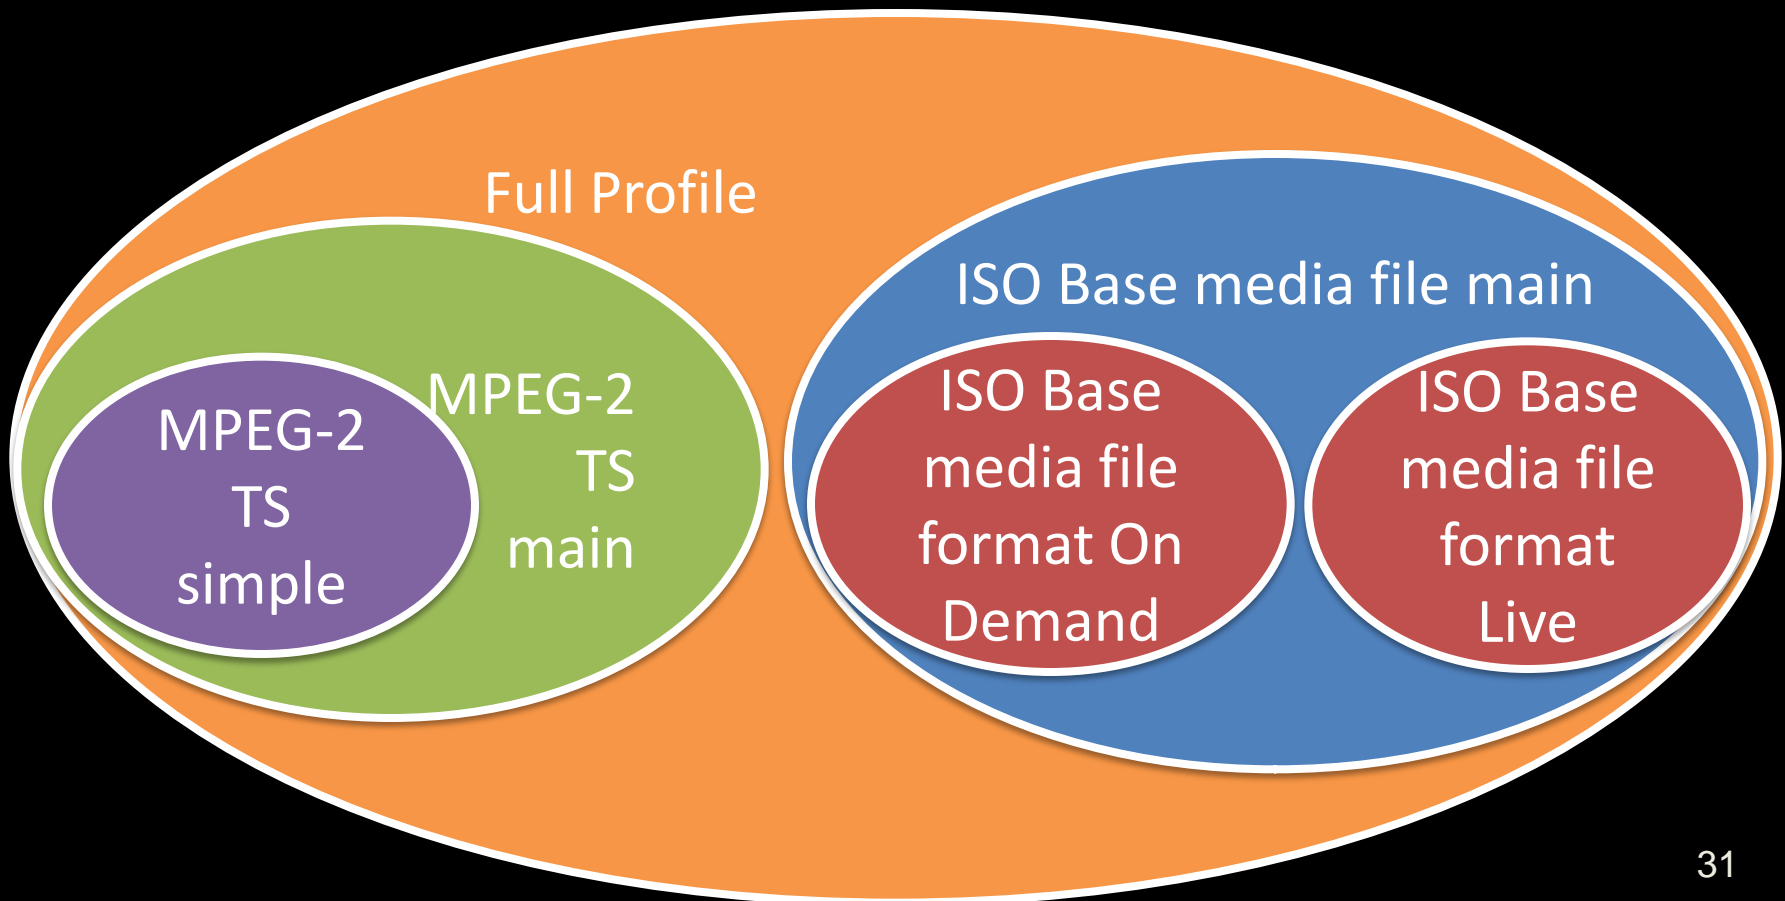 Full Profile
ISO Base media file main
MPEG-2
TS
main
MPEG-2
TS
simple
ISO Base
media file
format On
Demand
ISO Base
media file
format
Live
31